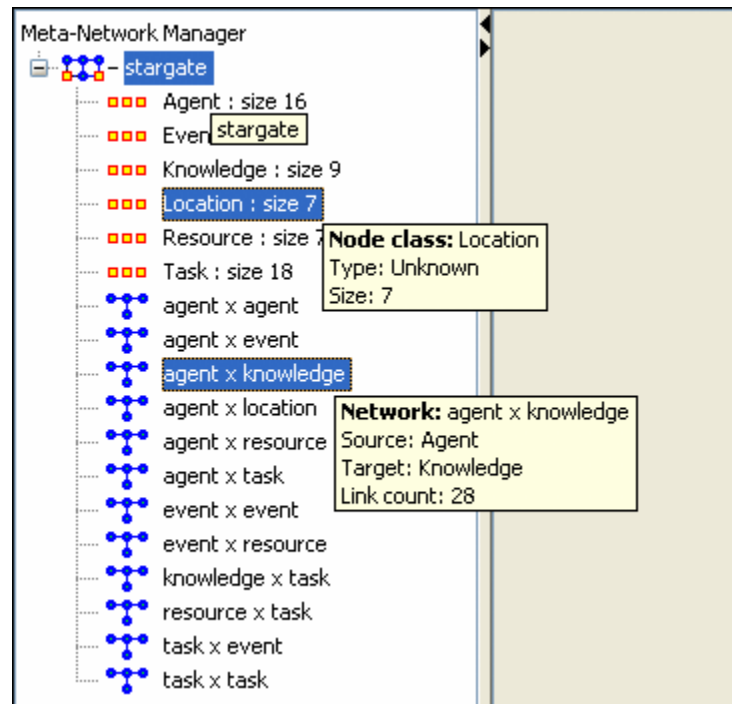 Meta-Network Manager
stargate
Agent : size 16
Even
stargate
Knowledge : size 9
Location : size 7
Resource : size 7
Node class: Location
Type: Unknown
Size: 7
Task : size 18
agent x agent
agent x event
agent x knowledge
agent x location
Network: agent x knowledge
Source: Agent
Target: Knowledge
Link count: 28
agent x resource
agent x task
event x event
event x resource
knowledge x task
resource x task
task x event
task x task